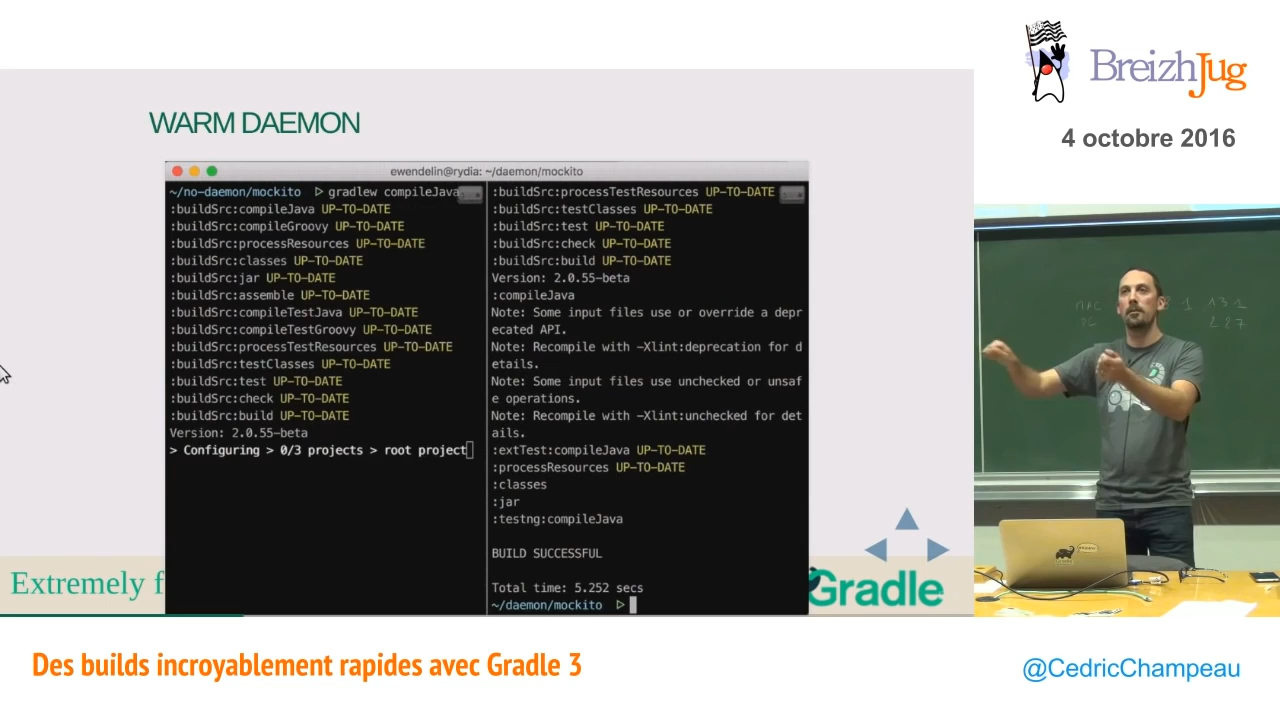 BreizhJug
4 octobre 2016
WARM DAEMON
ewendelin@rydia: ~/daemon/mockito
~/no-daemon/mockito ▷ gradlew compileJava
:buildSrc:compileJava UP-TO-DATE
:buildSrc:compileGroovy UP-TO-DATE
:buildSrc:processResources UP-TO-DATE
:buildSrc:classes UP-TO-DATE
:buildSrc:jar UP-TO-DATE
:buildSrc:assemble UP-TO-DATE
:buildSrc:compileTestJava UP-TO-DATE
:buildSrc:compileTestGroovy UP-TO-DATE
:buildSrc:processTestResources UP-TO-DATE
:buildSrc:testClasses UP-TO-DATE
:buildSrc:test UP-TO-DATE
:buildSrc:check UP-TO-DATE
:buildSrc:build UP-TO-DATE
Version: 2.0.55-beta
> Configuring > 0/3 projects > root project
:buildSrc:processTestResources UP-TO-DATE
:buildSrc:testClasses UP-TO-DATE
:buildSrc:test UP-TO-DATE
:buildSrc:check UP-TO-DATE
:buildSrc:build UP-TO-DATE
Version: 2.0.55-beta
:compileJava
Note: Some input files use or override a depr
ecated API.
Note: Recompile with -Xlint:deprecation for d
etails.
Note: Some input files use unchecked or unsaf
e operations.
Note: Recompile with -Xlint:unchecked for det
ails.
:extTest:compileJava UP-TO-DATE
:processResources UP-TO-DATE
:classes
:jar
:testng:compileJava
BUILD SUCCESSFUL
Total time: 5.252 secs
~/daemon/mockito ▷
Extremely f
Gradle
Des builds incroyablement rapides avec Gradle 3
@CedricChampeau